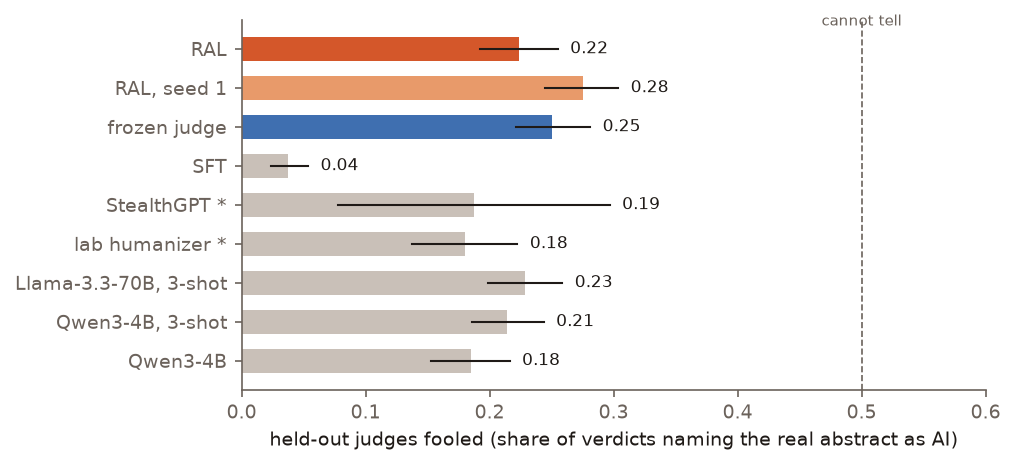 cannot tell
RAL 0.22
RAL, seed 1 0.28
frozen judge 0.25
SFT 0.04
StealthGPT * 0.19
lab humanizer * 0.18
Llama-3.3-70B, 3-shot 0.23
Qwen3-4B, 3-shot 0.21
Qwen3-4B 0.18
0.0 0.1 0.2 0.3 0.4 0.5 0.6
held-out judges fooled (share of verdicts naming the real abstract as AI)